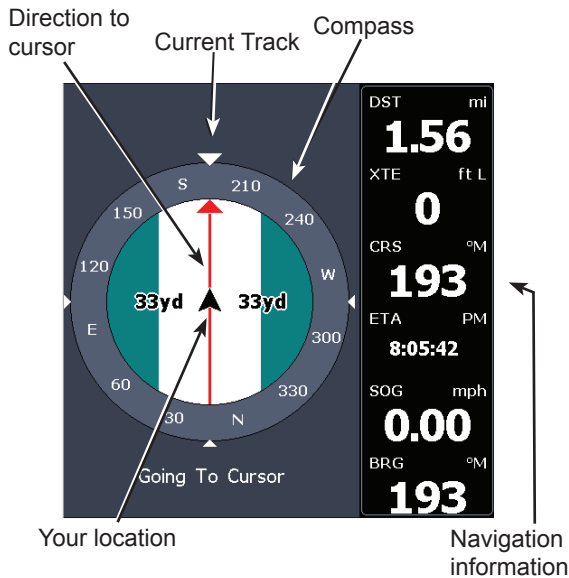 Direction to
cursor
Current Track
Compass
DST mi
1.56
XTE ft L
0
CRS °M
193
ETA PM
8:05:42
SOG mph
0.00
BRG °M
193
S
210
150
240
120
W
33yd
33yd
E
300
60
330
30
N
Going To Cursor
Your location
Navigation
information